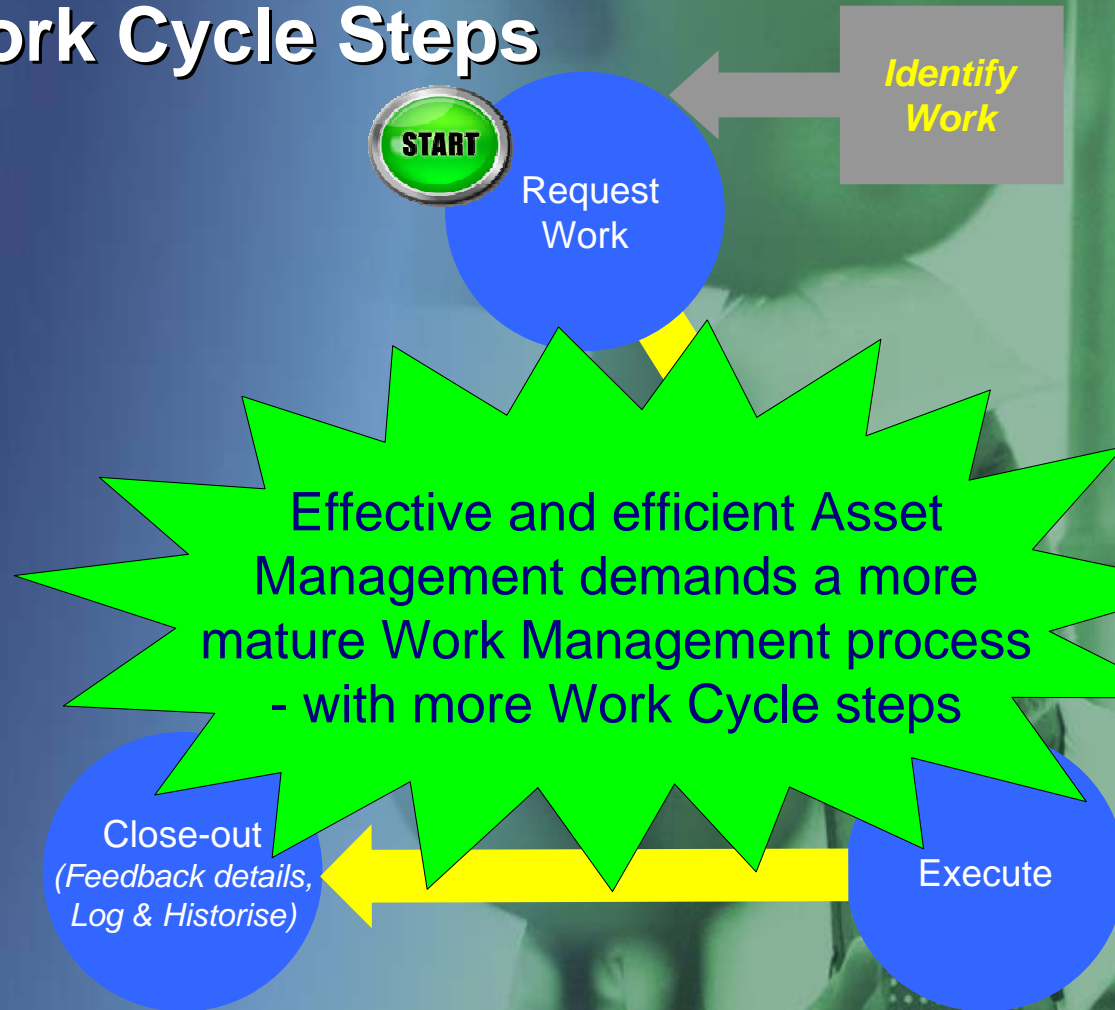 ork Cycle Steps
Identify
Work
START
Request
Work
Effective and efficient Asset
Management demands a more
mature Work Management process
- with more Work Cycle steps
Close-out
(Feedback details,
Log & Historise)
Execute